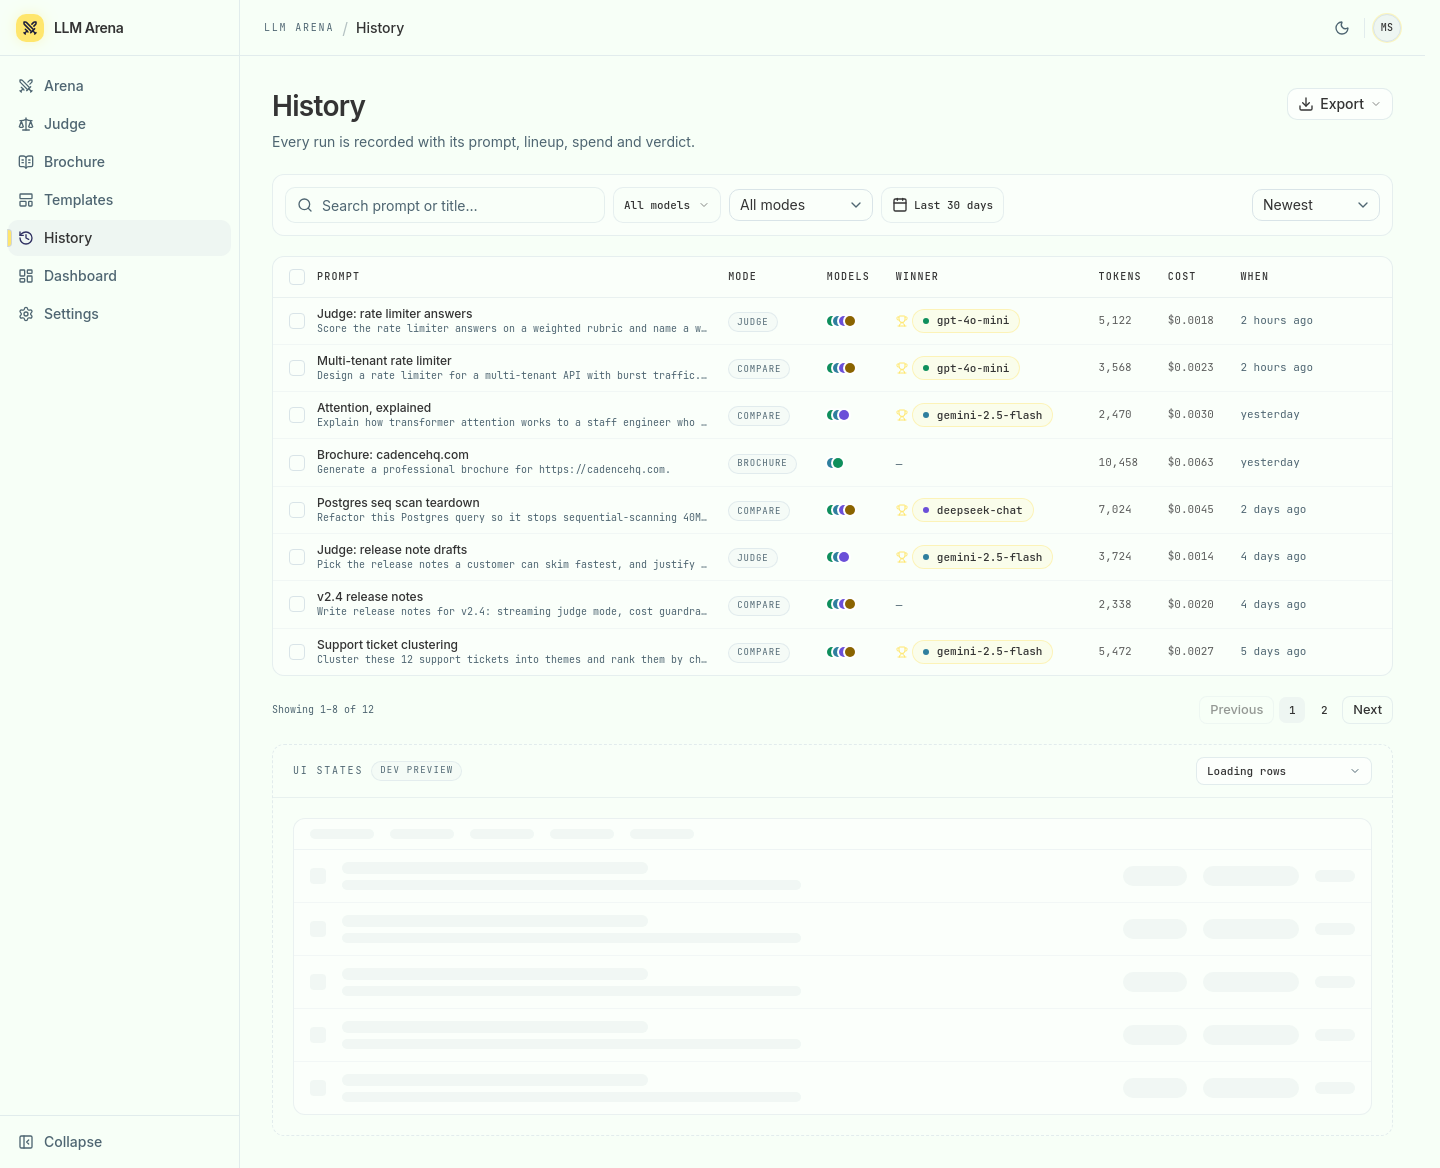 LLM Arena
LLM ARENA / History
MS
Arena
Judge
Brochure
Templates
History
Dashboard
Settings
Collapse
History
Export
Every run is recorded with its prompt, lineup, spend and verdict.
Search prompt or title...
All models
All modes
Last 30 days
Newest
PROMPT MODE MODELS WINNER TOKENS COST WHEN
Judge: rate limiter answers
Score the rate limiter answers on a weighted rubric and name a w…
JUDGE gpt-4o-mini 5,122 $0.0018 2 hours ago
Multi-tenant rate limiter
Design a rate limiter for a multi-tenant API with burst traffic.…
COMPARE gpt-4o-mini 3,568 $0.0023 2 hours ago
Attention, explained
Explain how transformer attention works to a staff engineer who …
COMPARE gemini-2.5-flash 2,470 $0.0030 yesterday
Brochure: cadencehq.com
Generate a professional brochure for https://cadencehq.com.
BROCHURE – 10,458 $0.0063 yesterday
Postgres seq scan teardown
Refactor this Postgres query so it stops sequential-scanning 40M…
COMPARE deepseek-chat 7,024 $0.0045 2 days ago
Judge: release note drafts
Pick the release notes a customer can skim fastest, and justify …
JUDGE gemini-2.5-flash 3,724 $0.0014 4 days ago
v2.4 release notes
Write release notes for v2.4: streaming judge mode, cost guardra…
COMPARE – 2,338 $0.0020 4 days ago
Support ticket clustering
Cluster these 12 support tickets into themes and rank them by ch…
COMPARE gemini-2.5-flash 5,472 $0.0027 5 days ago
Showing 1–8 of 12
Previous 1 2 Next
UI STATES DEV PREVIEW
Loading rows